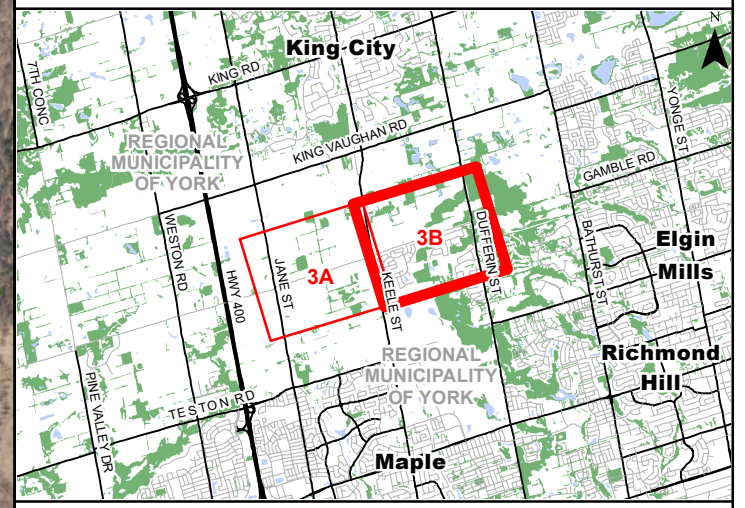 N
King City
KING RD
7TH CONC
YONGE ST
KING VAUGHAN RD
REGIONAL
MUNICIPALITY
OF YORK
GAMBLE RD
WESTON RD
DUFFERIN ST
BATHURST ST
3B
Elgin
Mills
HWY 400
JANE ST
3A
KEELE ST
REGIONAL
MUNICIPALITY
OF YORK
Richmond
Hill
PINE VALLEY DR
TESTON RD
Maple